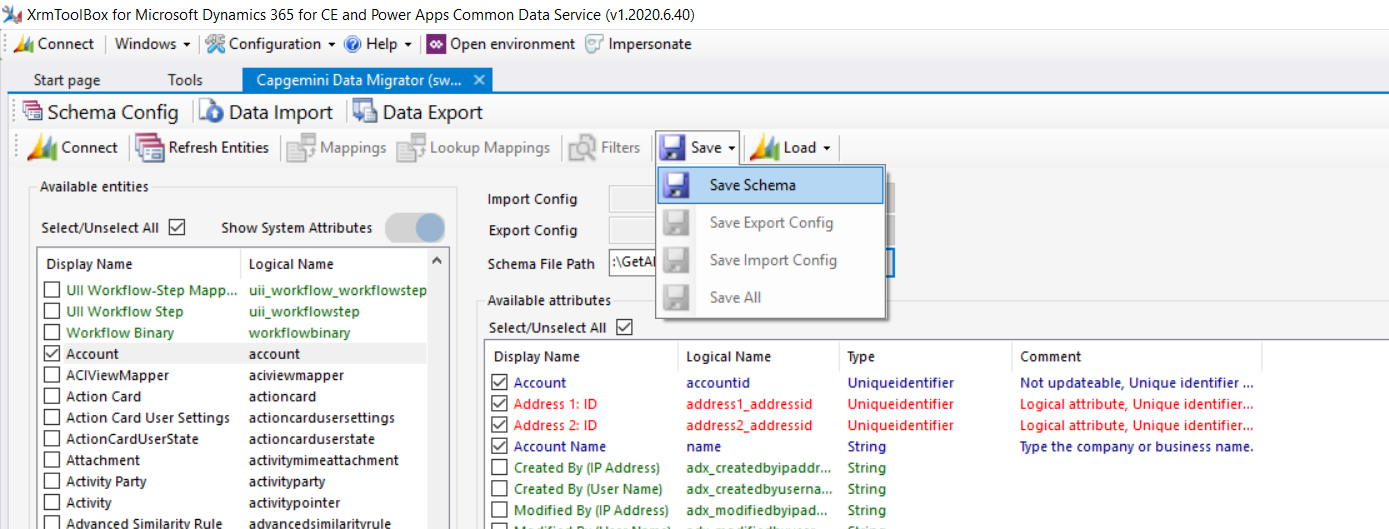 XrmToolBox for Microsoft Dynamics 365 for CE and Power Apps Common Data Service (v1.2020.6.40)
Connect Windows Configuration Help Open environment Impersonate
Start page Tools Capgemini Data Migrator (sw...
Schema Config Data Import Data Export
Connect Refresh Entities Mappings Lookup Mappings Filters Save Load
Save Schema
Save Export Config
Save Import Config
Save All
Available entities
Select/Unselect All Show System Attributes
Display Name Logical Name
UII Workflow-Step Mapp... uii_workflow_workflowstep
UII Workflow Step uii_workflowstep
Workflow Binary workflowbinary
Account account
ACIViewMapper aciviewmapper
Action Card actioncard
Action Card User Settings actioncardusersettings
ActionCardUserState actioncarduserstate
Attachment activitymimeattachment
Activity Party activityparty
Activity activitypointer
Advanced Similarity Rule advancedsimilarityrule
Import Config
Export Config
Schema File Path :\GetAl
Available attributes
Select/Unselect All
Display Name Logical Name Type Comment
Account accountid Uniqueidentifier Not updateable, Unique identifier ...
Address 1: ID address1_addressid Uniqueidentifier Logical attribute, Unique identifier...
Address 2: ID address2_addressid Uniqueidentifier Logical attribute, Unique identifier...
Account Name name String Type the company or business name.
Created By (IP Address) adx_createdbyipaddr... String
Created By (User Name) adx_createdbyuserna... String
Modified By (IP Address) adx_modifiedbyipad... String